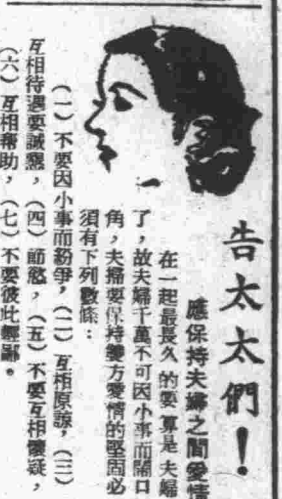 告太太們！
應保持夫婦之間愛情
在一起最長久的要算是夫婦
了，故夫婦千萬不可因小事而鬧口
角，夫婦要保持雙方愛情的堅固必
須有下列數條：
（一）不要因小事而紛爭，（二）互相原諒，（三）
互相待遇要誠懇，（四）節慾，（五）不要互相懷疑，
（六）互相帮助，（七）不要彼此輕鄙。